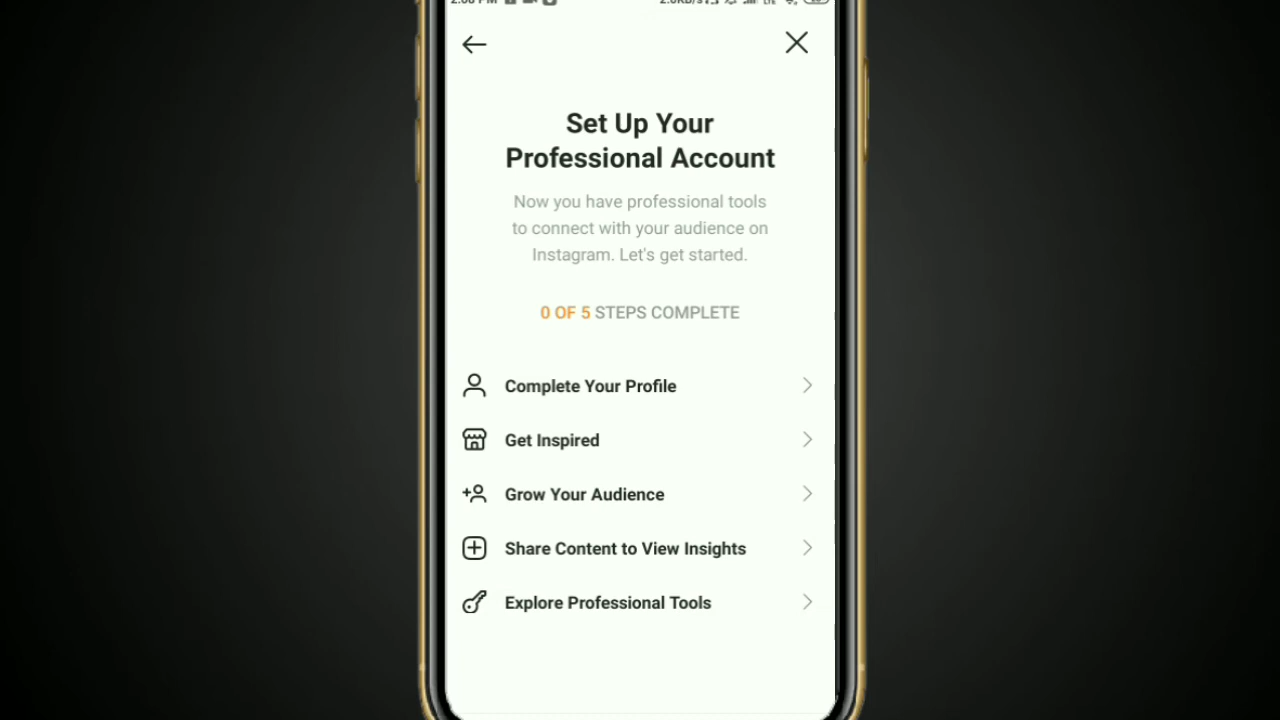 Set Up Your
Professional Account
Now you have professional tools
to connect with your audience on
Instagram. Let's get started.
0 OF 5 STEPS COMPLETE
Complete Your Profile
Get Inspired
Grow Your Audience
Share Content to View Insights
Explore Professional Tools